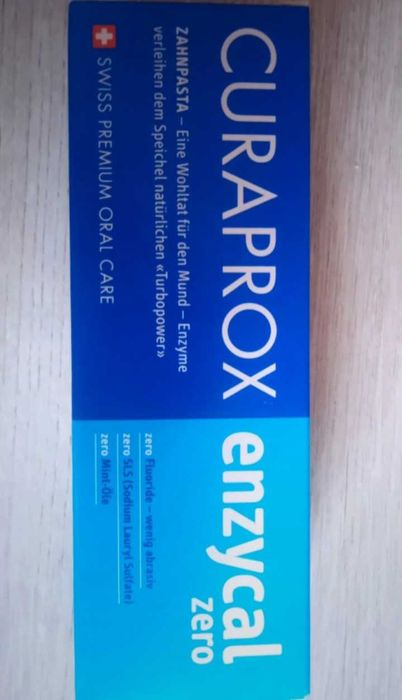 CURAPROX
enzycal
zero
ZAHNPASTA – Eine Wohltat für den Mund – Enzyme
verleihen dem Speichel natürlichen «Turbopower»
SWISS PREMIUM ORAL CARE
zero Fluoride – wenig abrasiv
zero SLS (Sodium Lauryl Sulfate)
zero Mint-Öle